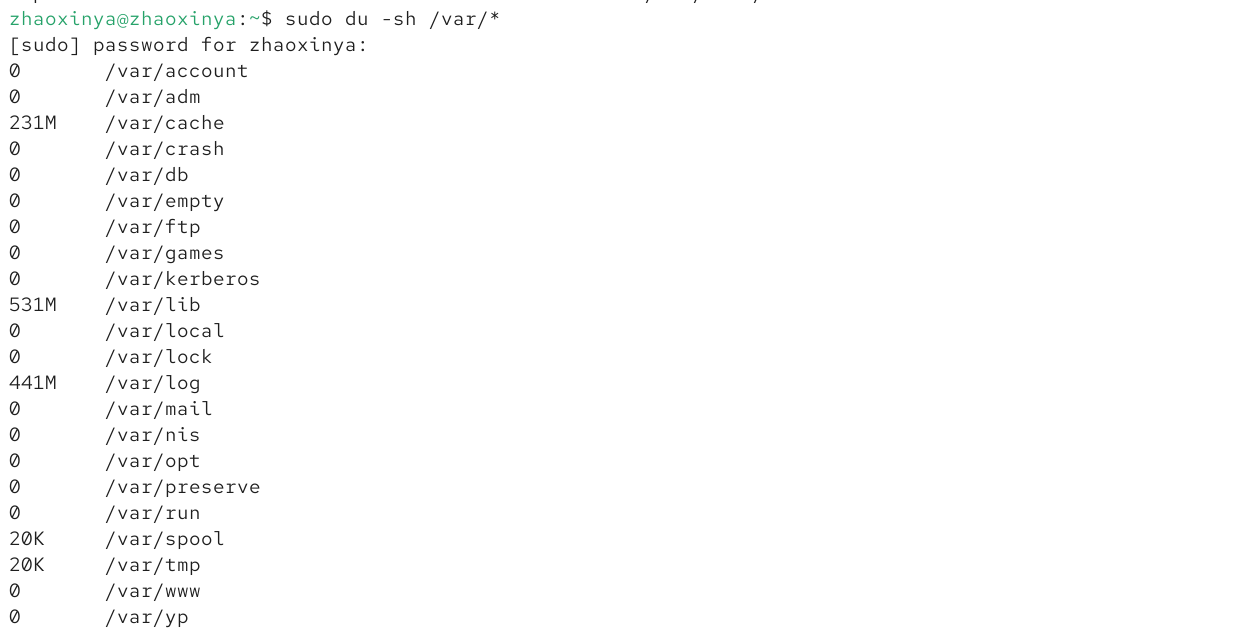 zhaoxinya@zhaoxinya:~$ sudo du -sh /var/*
[sudo] password for zhaoxinya:
0       /var/account
0       /var/adm
231M    /var/cache
0       /var/crash
0       /var/db
0       /var/empty
0       /var/ftp
0       /var/games
0       /var/kerberos
531M    /var/lib
0       /var/local
0       /var/lock
441M    /var/log
0       /var/mail
0       /var/nis
0       /var/opt
0       /var/preserve
0       /var/run
20K     /var/spool
20K     /var/tmp
0       /var/www
0       /var/yp